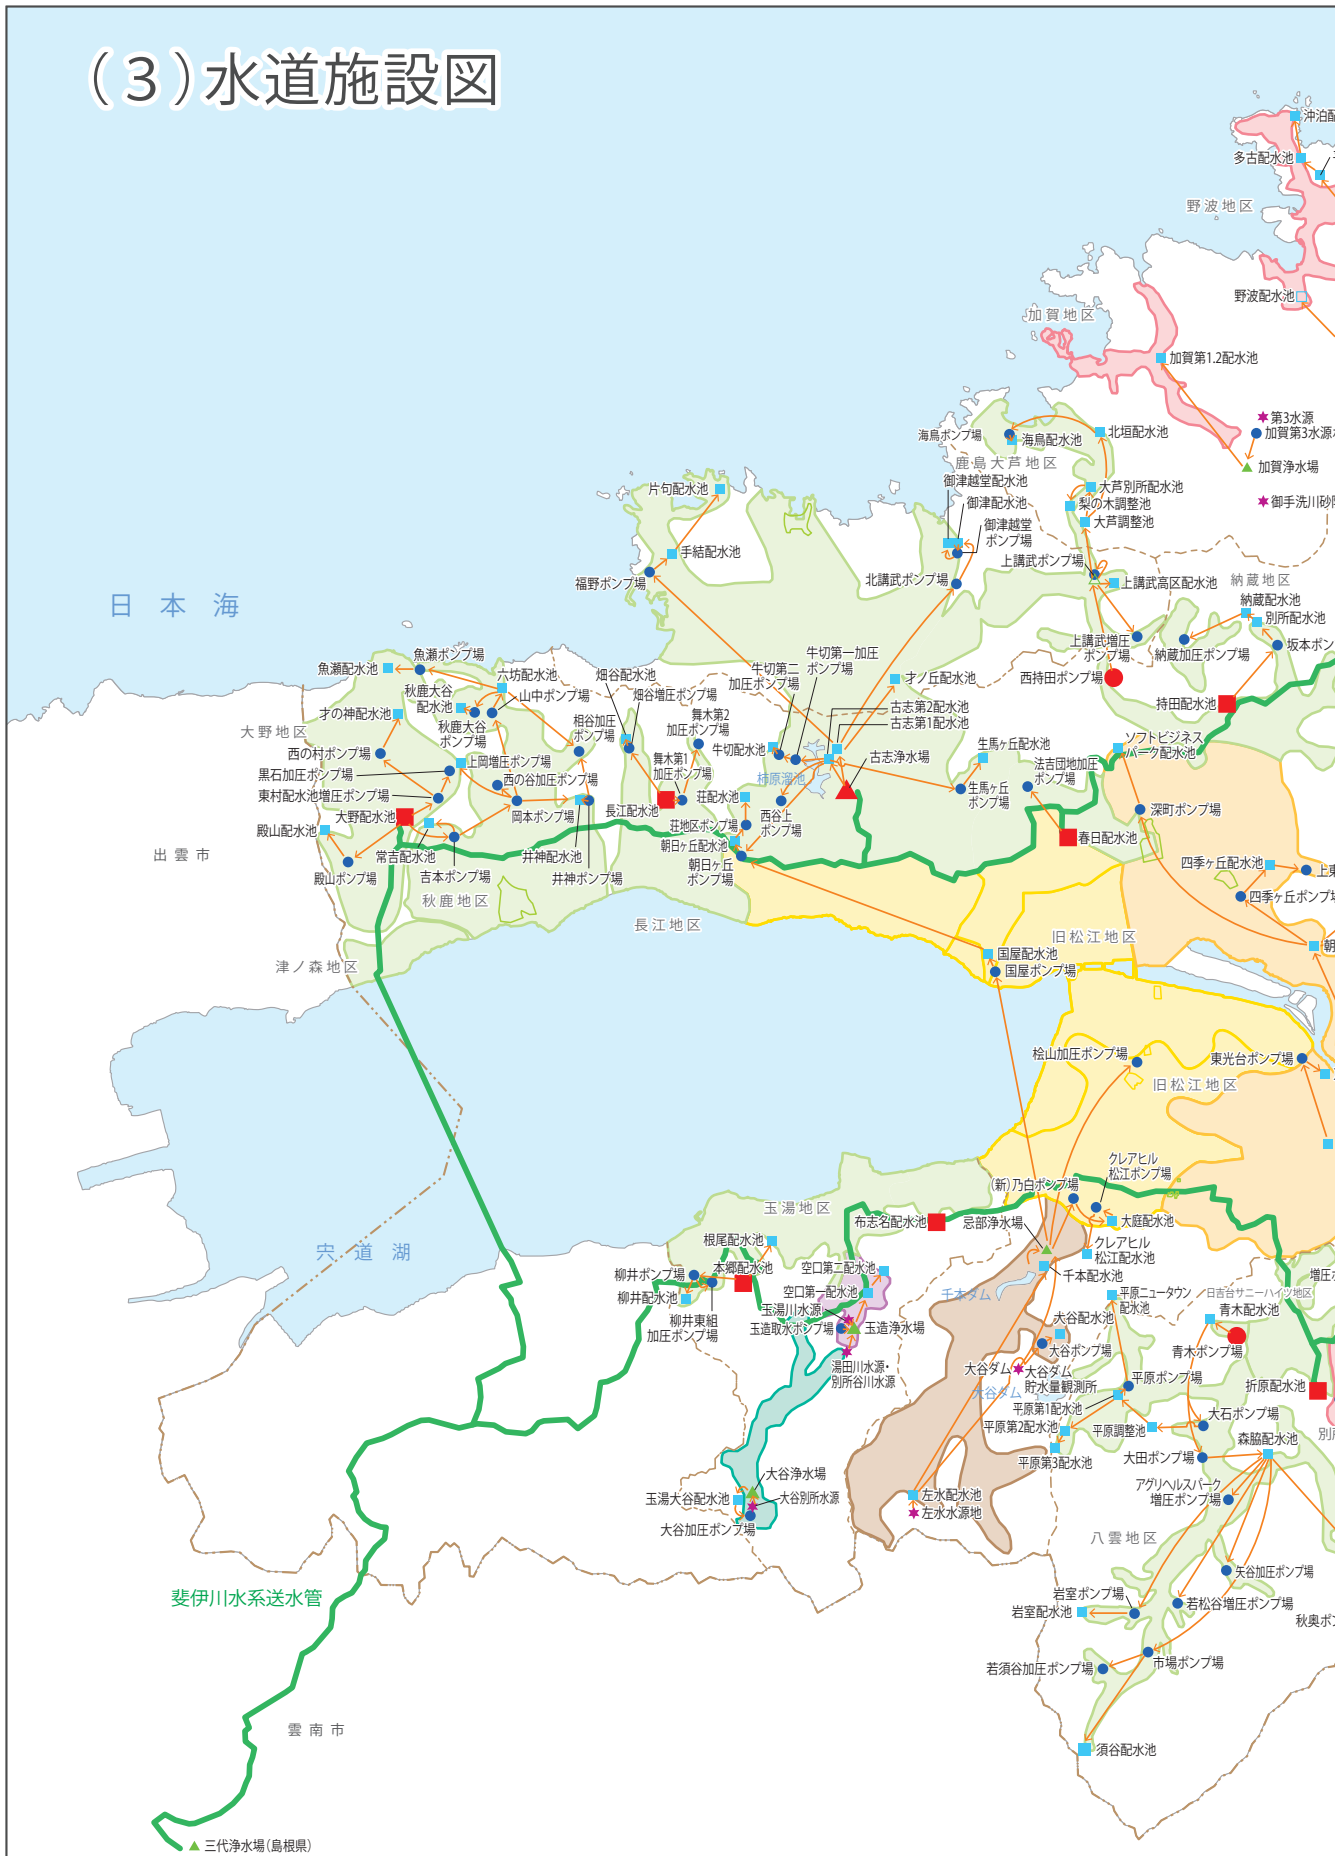 （3）水道施設図
沖泊配
多古配水池
野波地区
野波配水池
加賀地区
加賀第1.2配水池
第3水源
加賀第3水源ポ
加賀浄水場
御手洗川砂防
海鳥ポンプ場
海鳥配水池
北垣配水池
鹿島大芦地区
御津越堂配水池
御津配水池
御津越堂
ポンプ場
大芦別所配水池
梨の木調整池
大芦調整池
片句配水池
手結配水池
福野ポンプ場
北講武ポンプ場
上講武ポンプ場
上講武高区配水池
納蔵地区
納蔵配水池
別所配水池
坂本ポン
日本海
上講武増圧
ポンプ場
納蔵加圧ポンプ場
西持田ポンプ場
持田配水池
魚瀬配水池
魚瀬ポンプ場
六坊配水池
畑谷配水池
牛切第二
加圧ポンプ場
牛切第一加圧
ポンプ場
才ノ丘配水池
秋鹿大谷
配水池
山中ポンプ場
畑谷増圧ポンプ場
古志第2配水池
古志第1配水池
才の神配水池
大野地区
秋鹿大谷
ポンプ場
相谷加圧
ポンプ場
舞木第2
加圧ポンプ場
牛切配水池
古志浄水場
生馬ヶ丘配水池
ソフトビジネス
パーク配水池
西の村ポンプ場
黒石加圧ポンプ場
上岡増圧ポンプ場
西の谷加圧ポンプ場
舞木第1
加圧ポンプ場
柿原溜池
法吉団地加圧
ポンプ場
東村配水池増圧ポンプ場
大野配水池
岡本ポンプ場
長江配水池
荘配水池
西谷上
ポンプ場
生馬ヶ丘
ポンプ場
深町ポンプ場
殿山配水池
荘地区ポンプ場
朝日ヶ丘配水池
春日配水池
出雲市
常吉配水池
井神配水池
朝日ヶ丘
ポンプ場
四季ヶ丘配水池
上東
殿山ポンプ場
吉本ポンプ場
井神ポンプ場
四季ヶ丘ポンプ場
秋鹿地区
長江地区
旧松江地区
朝
国屋配水池
国屋ポンプ場
津ノ森地区
桧山加圧ポンプ場
東光台ポンプ場
旧松江地区
クレアヒル
松江ポンプ場
(新)乃白ポンプ場
玉湯地区
布志名配水池
忌部浄水場
大庭配水池
宍道湖
根尾配水池
クレアヒル
松江配水池
柳井ポンプ場
本郷配水池
空口第二配水池
千本配水池
増圧ポ
柳井配水池
空口第一配水池
千本ダム
平原ニュータウン
配水池
日吉台サニーハイツ地区
柳井東組
加圧ポンプ場
玉湯川水源
玉造取水ポンプ場
玉造浄水場
大谷配水池
青木配水池
大谷ポンプ場
青木ポンプ場
湯田川水源・
別所谷川水源
大谷ダム
大谷ダム
貯水量観測所
平原ポンプ場
折原配水池
大谷ダム
平原第1配水池
平原第2配水池
平原調整池
大石ポンプ場
別所
森脇配水池
平原第3配水池
大田ポンプ場
大谷浄水場
アグリヘルスパーク
増圧ポンプ場
玉湯大谷配水池
大谷別所水源
左水配水池
左水水源地
大谷加圧ポンプ場
八雲地区
矢谷加圧ポンプ場
斐伊川水系送水管
岩室ポンプ場
岩室配水池
若松谷増圧ポンプ場
秋奥ポン
若須谷加圧ポンプ場
市場ポンプ場
雲南市
須谷配水池
三代浄水場（島根県）